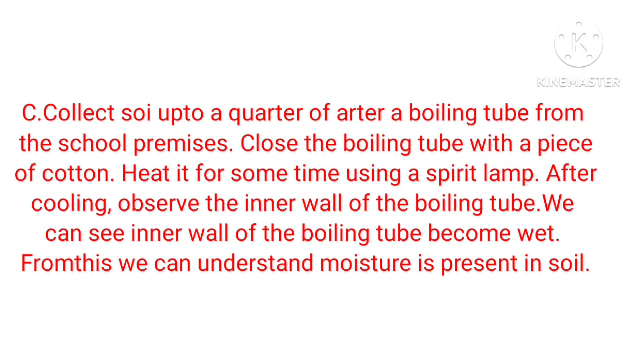 KINEMASTER
C.Collect soi upto a quarter of arter a boiling tube from
the school premises. Close the boiling tube with a piece
of cotton. Heat it for some time using a spirit lamp. After
cooling, observe the inner wall of the boiling tube.We
can see inner wall of the boiling tube become wet.
Fromthis we can understand moisture is present in soil.